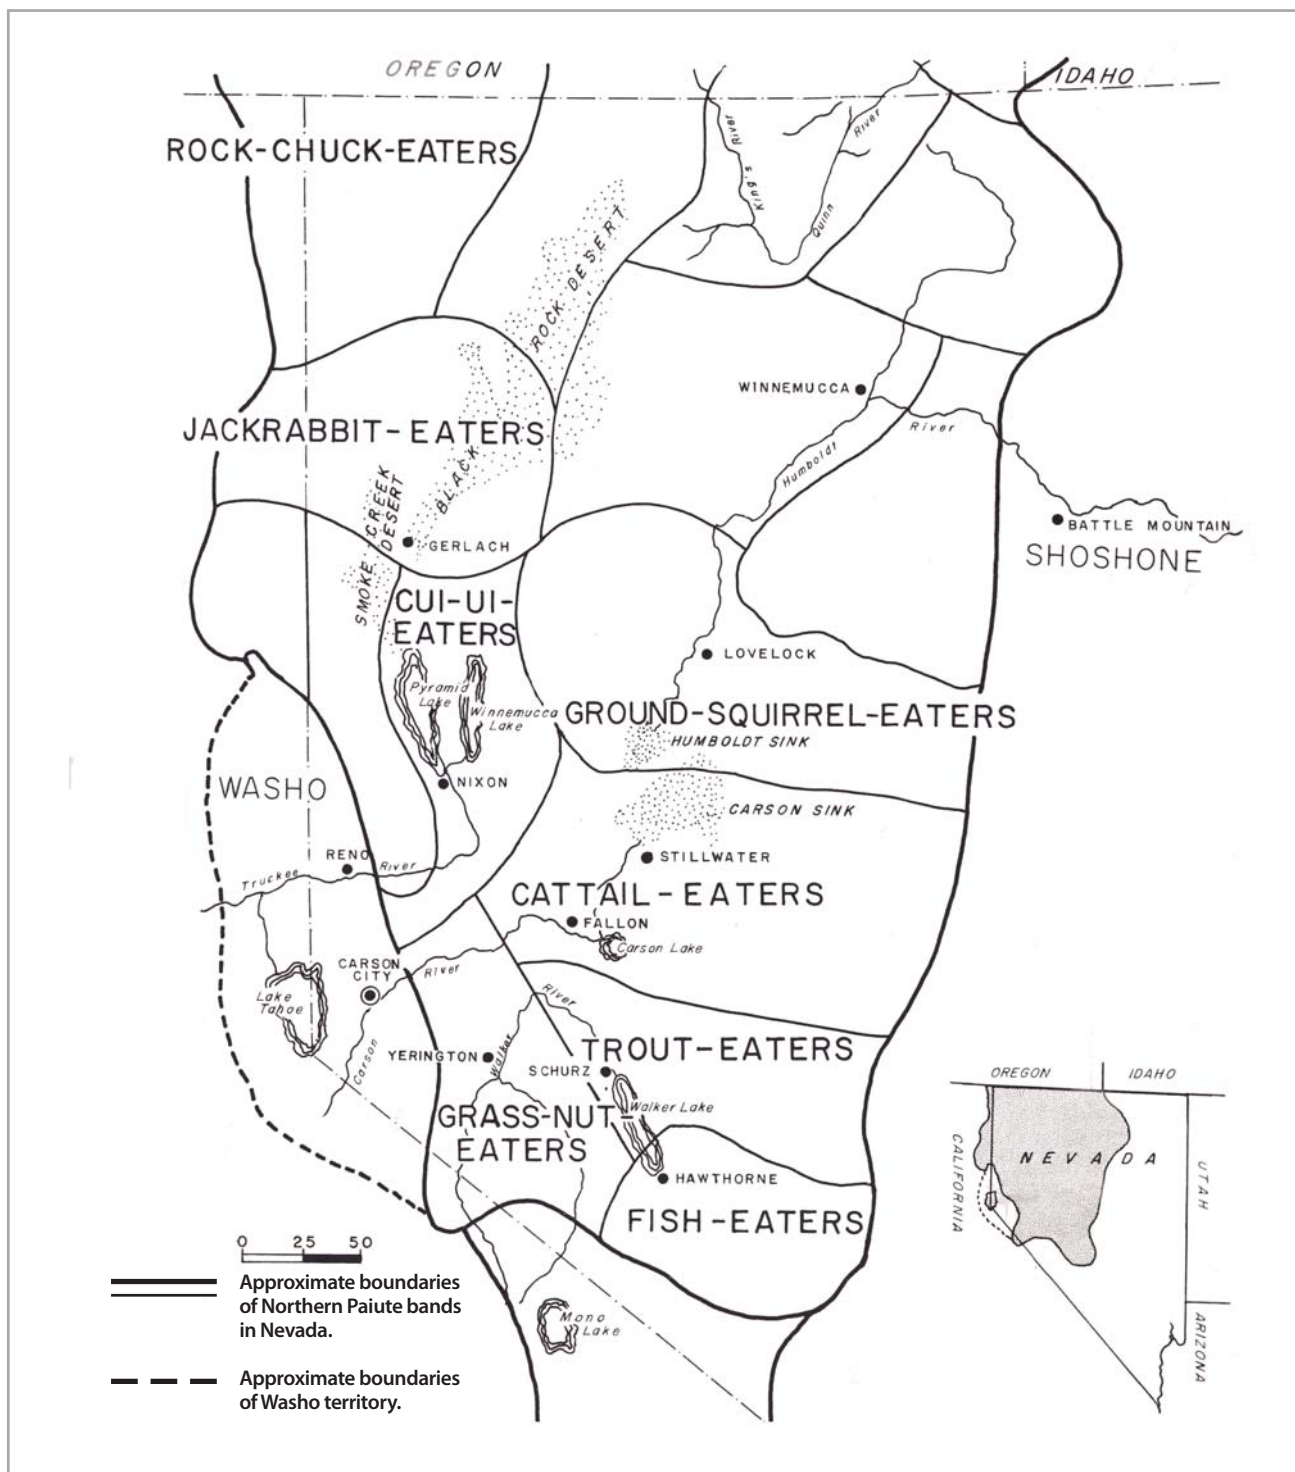 OREGON
IDAHO
ROCK-CHUCK-EATERS
King's River
Quinn River
BLACK ROCK DESERT
WINNEMUCCA
JACKRABBIT-EATERS
River
Humboldt
SMOKE CREEK
DESERT
GERLACH
BATTLE MOUNTAIN
SHOSHONE
CUI-UI-
EATERS
LOVELOCK
Pyramid
Lake
Winnemucca
Lake
GROUND-SQUIRREL-EATERS
HUMBOLDT SINK
WASHO
NIXON
CARSON SINK
RENO
Truckee River
STILLWATER
CATTAIL-EATERS
FALLON
Carson Lake
CARSON
CITY
River
Lake
Tahoe
River
Carson
YERINGTON
Walker
TROUT-EATERS
SCHURZ
Walker Lake
GRASS-NUT-
EATERS
HAWTHORNE
FISH-EATERS
Mono
Lake
0 25 50
Approximate boundaries
of Northern Paiute bands
in Nevada.
Approximate boundaries
of Washo territory.
OREGON
IDAHO
CALIFORNIA
NEVADA
UTAH
ARIZONA